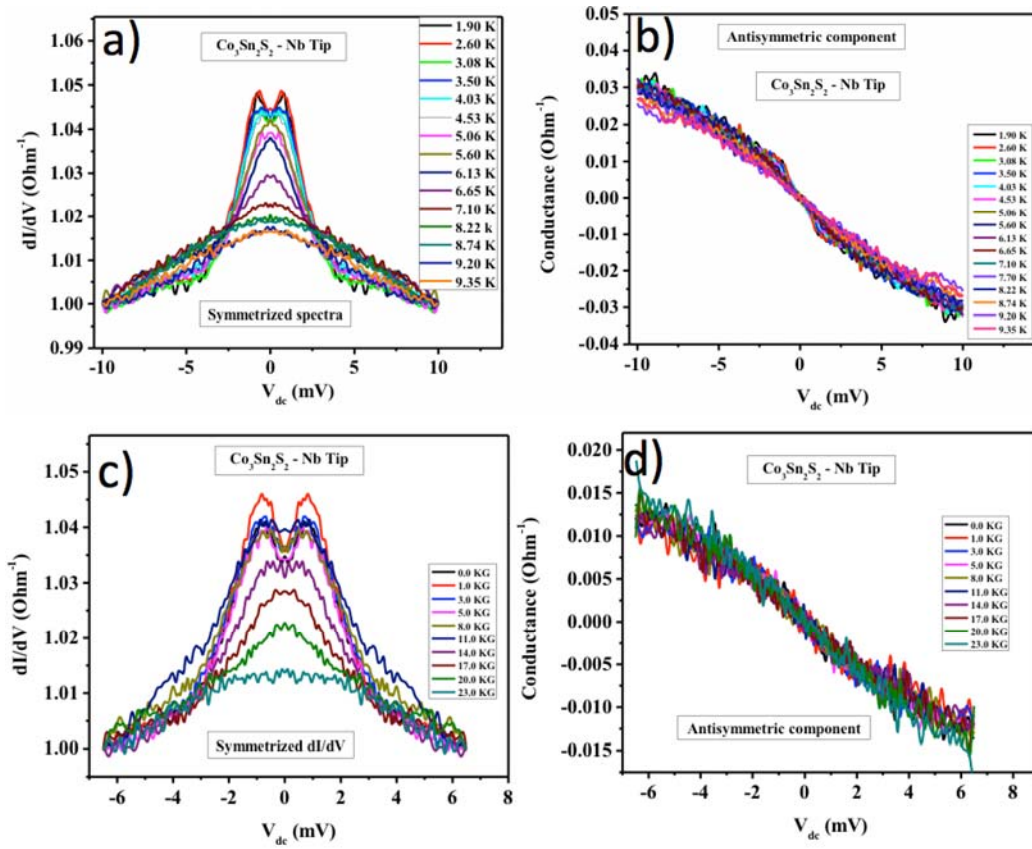 a)
Co3Sn2S2 - Nb Tip
1.90 K
2.60 K
3.08 K
3.50 K
4.03 K
4.53 K
5.06 K
5.60 K
6.13 K
6.65 K
7.10 K
8.22 k
8.74 K
9.20 K
9.35 K
Symmetrized spectra
dI/dV (Ohm-1)
1.06
1.05
1.04
1.03
1.02
1.01
1.00
0.99
-10
-5
0
5
10
Vdc (mV)
b)
Antisymmetric component
Co3Sn2S2 - Nb Tip
1.90 K
2.60 K
3.08 K
3.50 K
4.03 K
4.53 K
5.06 K
5.60 K
6.13 K
6.65 K
7.10 K
7.70 K
8.22 K
8.74 K
9.20 K
9.35 K
Conductance (Ohm-1)
0.05
0.04
0.03
0.02
0.01
0.00
-0.01
-0.02
-0.03
-0.04
-10
-5
0
5
10
Vdc (mV)
c)
Co3Sn2S2 - Nb Tip
0.0 KG
1.0 KG
3.0 KG
5.0 KG
8.0 KG
11.0 KG
14.0 KG
17.0 KG
20.0 KG
23.0 KG
Symmetrized dI/dV
dI/dV (Ohm-1)
1.05
1.04
1.03
1.02
1.01
1.00
-6
-4
-2
0
2
4
6
8
Vdc (mV)
d)
Co3Sn2S2 - Nb Tip
0.0 KG
1.0 KG
3.0 KG
5.0 KG
8.0 KG
11.0 KG
14.0 KG
17.0 KG
20.0 KG
23.0 KG
Antisymmetric component
Conductance (Ohm-1)
0.020
0.015
0.010
0.005
0.000
-0.005
-0.010
-0.015
-6
-4
-2
0
2
4
6
8
Vdc (mV)